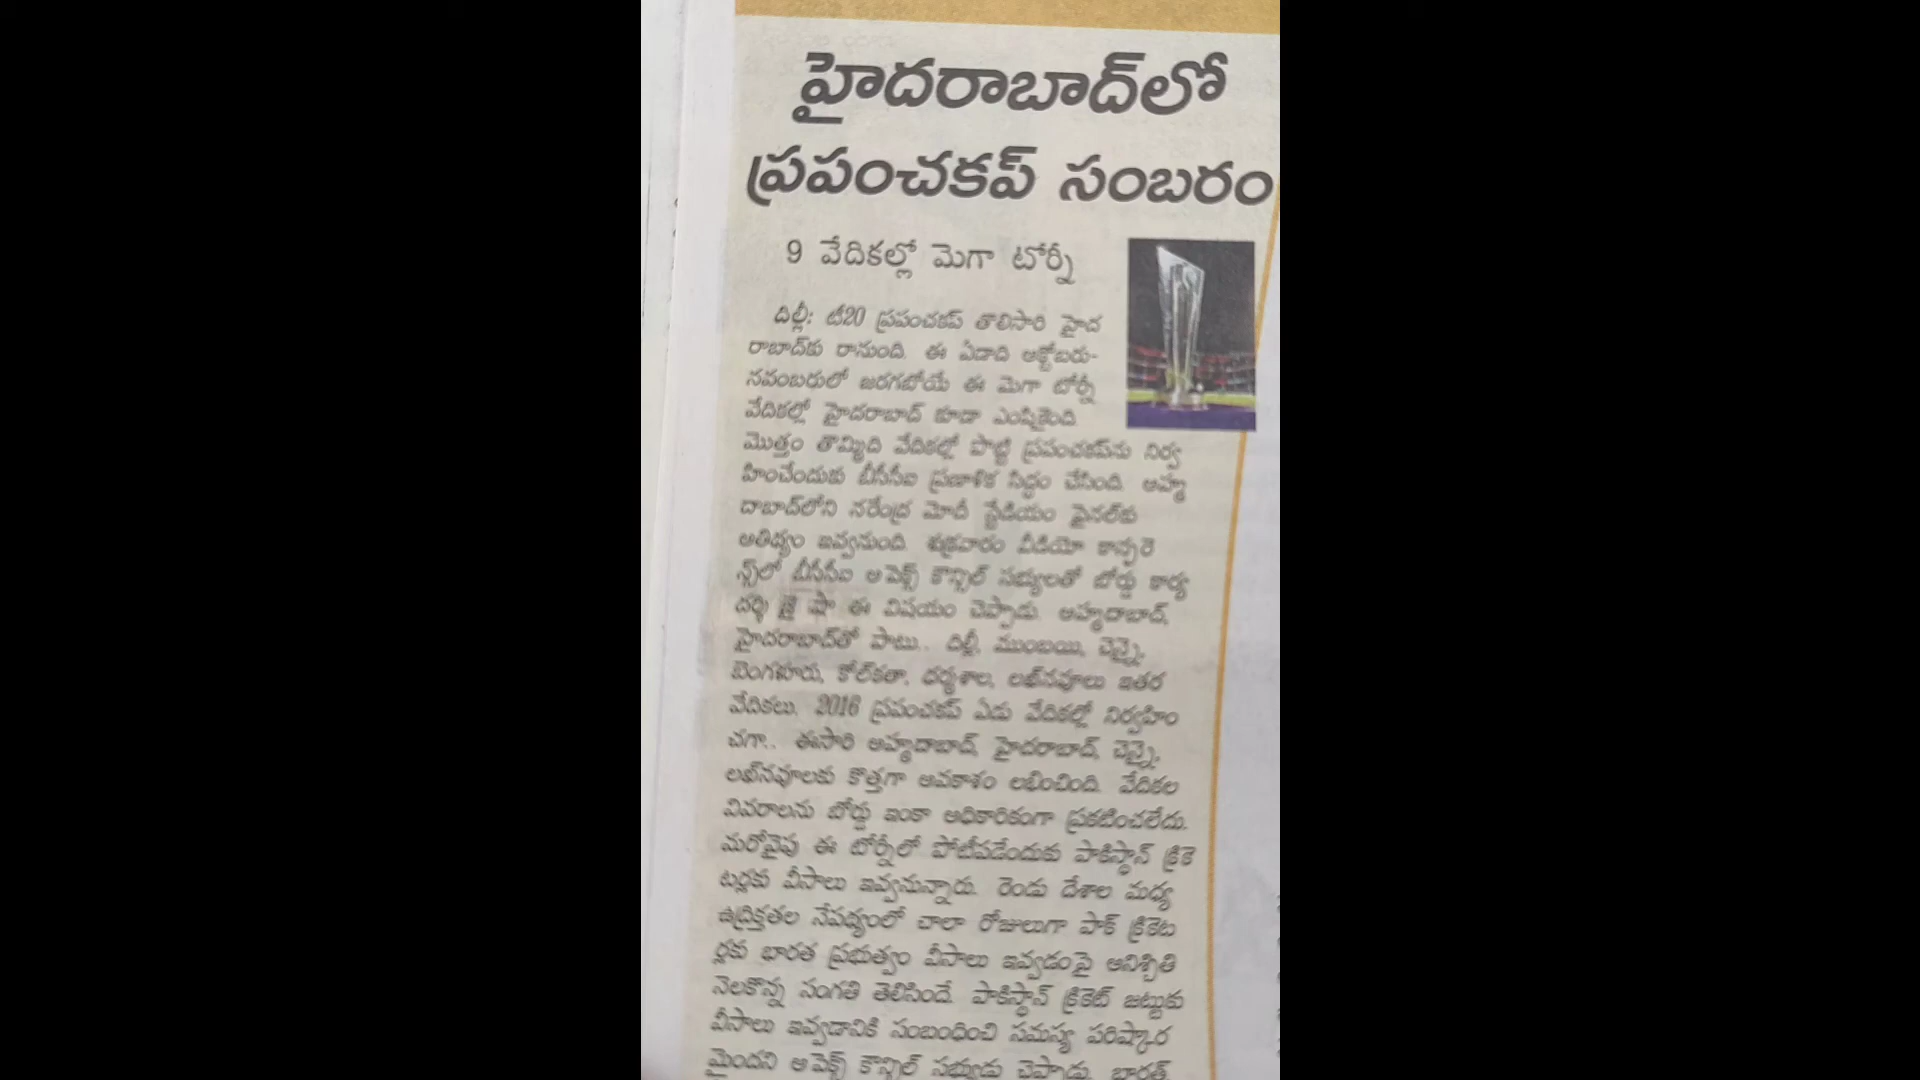 హైదరాబాద్‌లో
ప్రపంచకప్ సంబరం
9 వేదికల్లో మెగా టోర్నీ
దిల్లీ: టీ20 ప్రపంచకప్ తొలిసారి హైద
రాబాద్‌కు రానుంది. ఈ ఏడాది అక్టోబరు-
నవంబరులో జరగబోయే ఈ మెగా టోర్నీ
వేదికల్లో హైదరాబాద్ కూడా ఎంపికైంది.
మొత్తం తొమ్మిది వేదికల్లో పొట్టి ప్రపంచకప్‌ను నిర్వ
హించేందుకు బీసీసీఐ ప్రణాళిక సిద్ధం చేసింది. అహ్మ
దాబాద్‌లోని నరేంద్ర మోదీ స్టేడియం ఫైనల్‌కు
ఆతిథ్యం ఇవ్వనుంది. శుక్రవారం వీడియో కాన్ఫరె
న్స్‌లో బీసీసీఐ అపెక్స్ కౌన్సిల్ సభ్యులతో బోర్డు కార్య
దర్శి జై షా ఈ విషయం చెప్పాడు. అహ్మదాబాద్,
హైదరాబాద్‌తో పాటు.. దిల్లీ, ముంబయి, చెన్నై,
బెంగళూరు, కోల్‌కతా, ధర్మశాల, లఖ్‌నవూలు ఇతర
వేదికలు. 2016 ప్రపంచకప్ ఏడు వేదికల్లో నిర్వహిం
చగా.. ఈసారి అహ్మదాబాద్, హైదరాబాద్, చెన్నై,
లఖ్‌నవూలకు కొత్తగా అవకాశం లభించింది. వేదికల
వివరాలను బోర్డు ఇంకా అధికారికంగా ప్రకటించలేదు.
మరోవైపు ఈ టోర్నీలో పోటీపడేందుకు పాకిస్థాన్ క్రికె
టర్లకు వీసాలు ఇవ్వనున్నారు. రెండు దేశాల మధ్య
ఉద్రిక్తతల నేపథ్యంలో చాలా రోజులుగా పాక్ క్రికెట
ర్లకు భారత ప్రభుత్వం వీసాలు ఇవ్వడంపై అనిశ్చితి
నెలకొన్న సంగతి తెలిసిందే. పాకిస్థాన్ క్రికెట్ జట్టుకు
వీసాలు ఇవ్వడానికి సంబంధించి సమస్య పరిష్కార
మైందని అపెక్స్ కౌన్సిల్ సభ్యుడు చెప్పాడు. భారత్